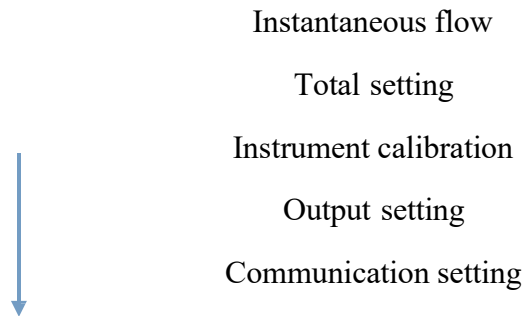 Instantaneous flow
Total setting
Instrument calibration
Output setting
Communication setting